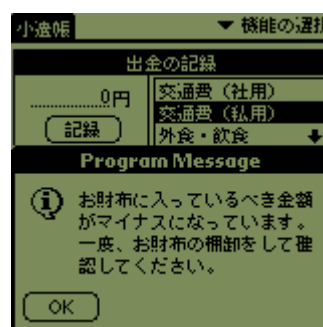 小遣帳 ▼ 機能の選択
出金の記録
0円
交通費（社用）
記録
交通費（私用）
外食・飲食
Program Message
お財布に入っているべき金額
がマイナスになっています。
一度、お財布の棚卸をして確
認してください。
OK